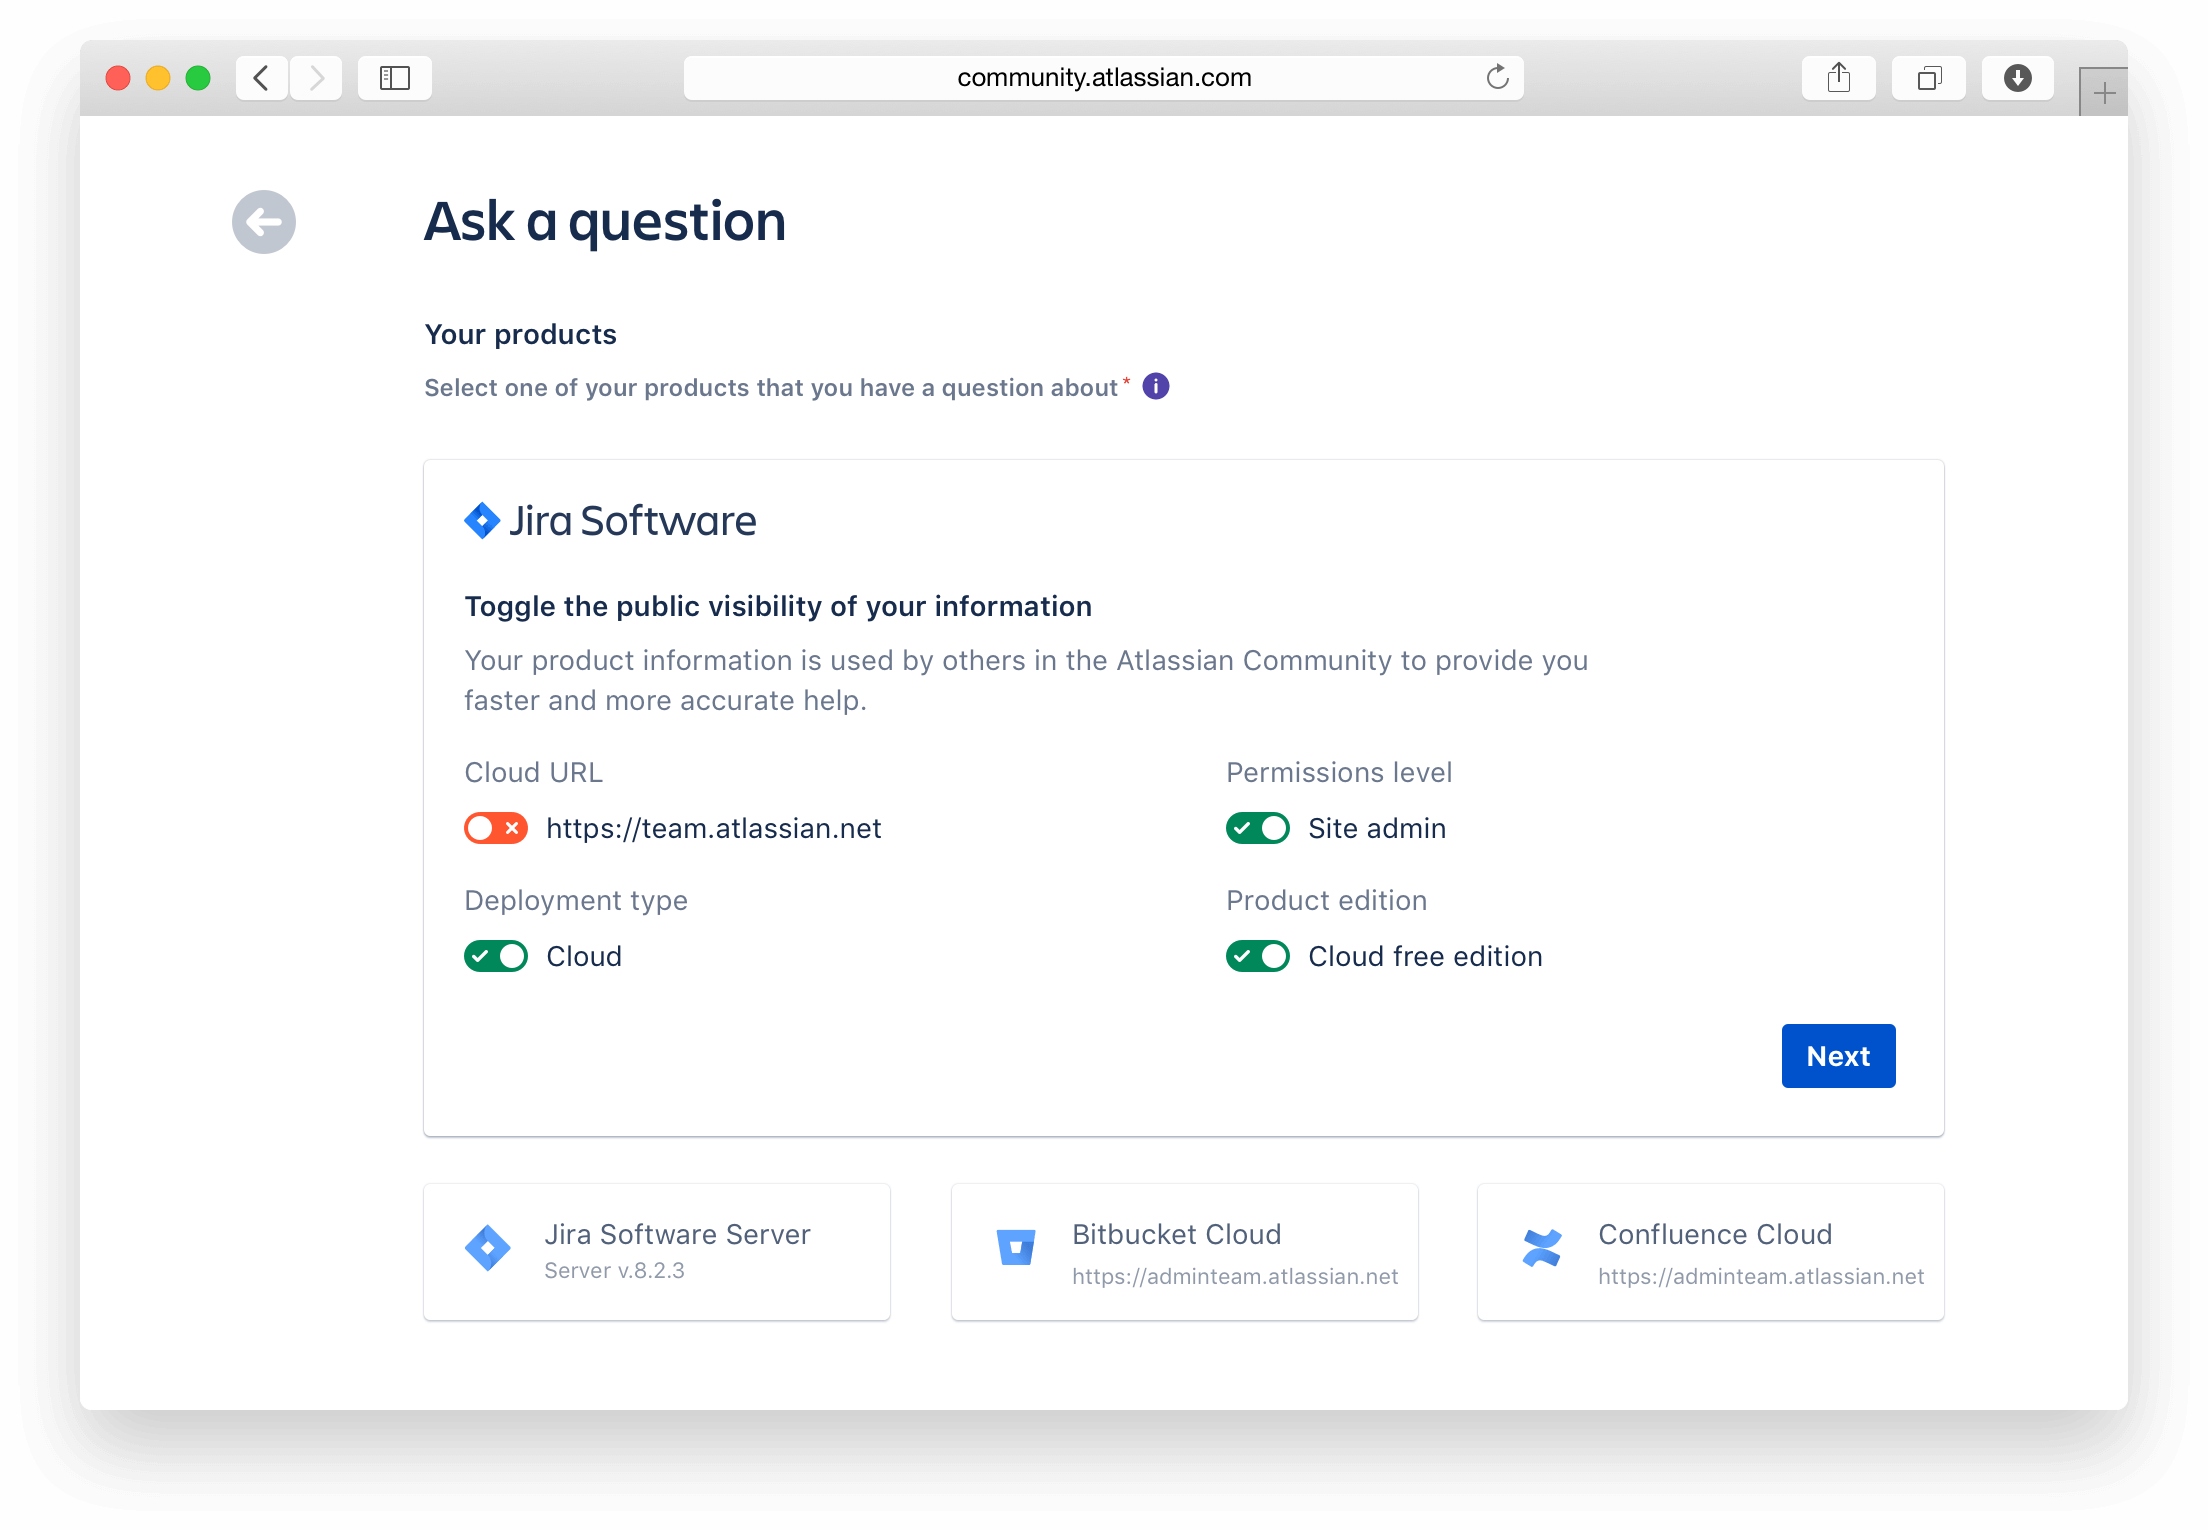 community.atlassian.com
Ask a question
Your products
Select one of your products that you have a question about*
Jira Software
Toggle the public visibility of your information
Your product information is used by others in the Atlassian Community to provide you
faster and more accurate help.
Cloud URL
https://team.atlassian.net
Permissions level
Site admin
Deployment type
Cloud
Product edition
Cloud free edition
Next
Jira Software Server
Server v.8.2.3
Bitbucket Cloud
https://adminteam.atlassian.net
Confluence Cloud
https://adminteam.atlassian.net